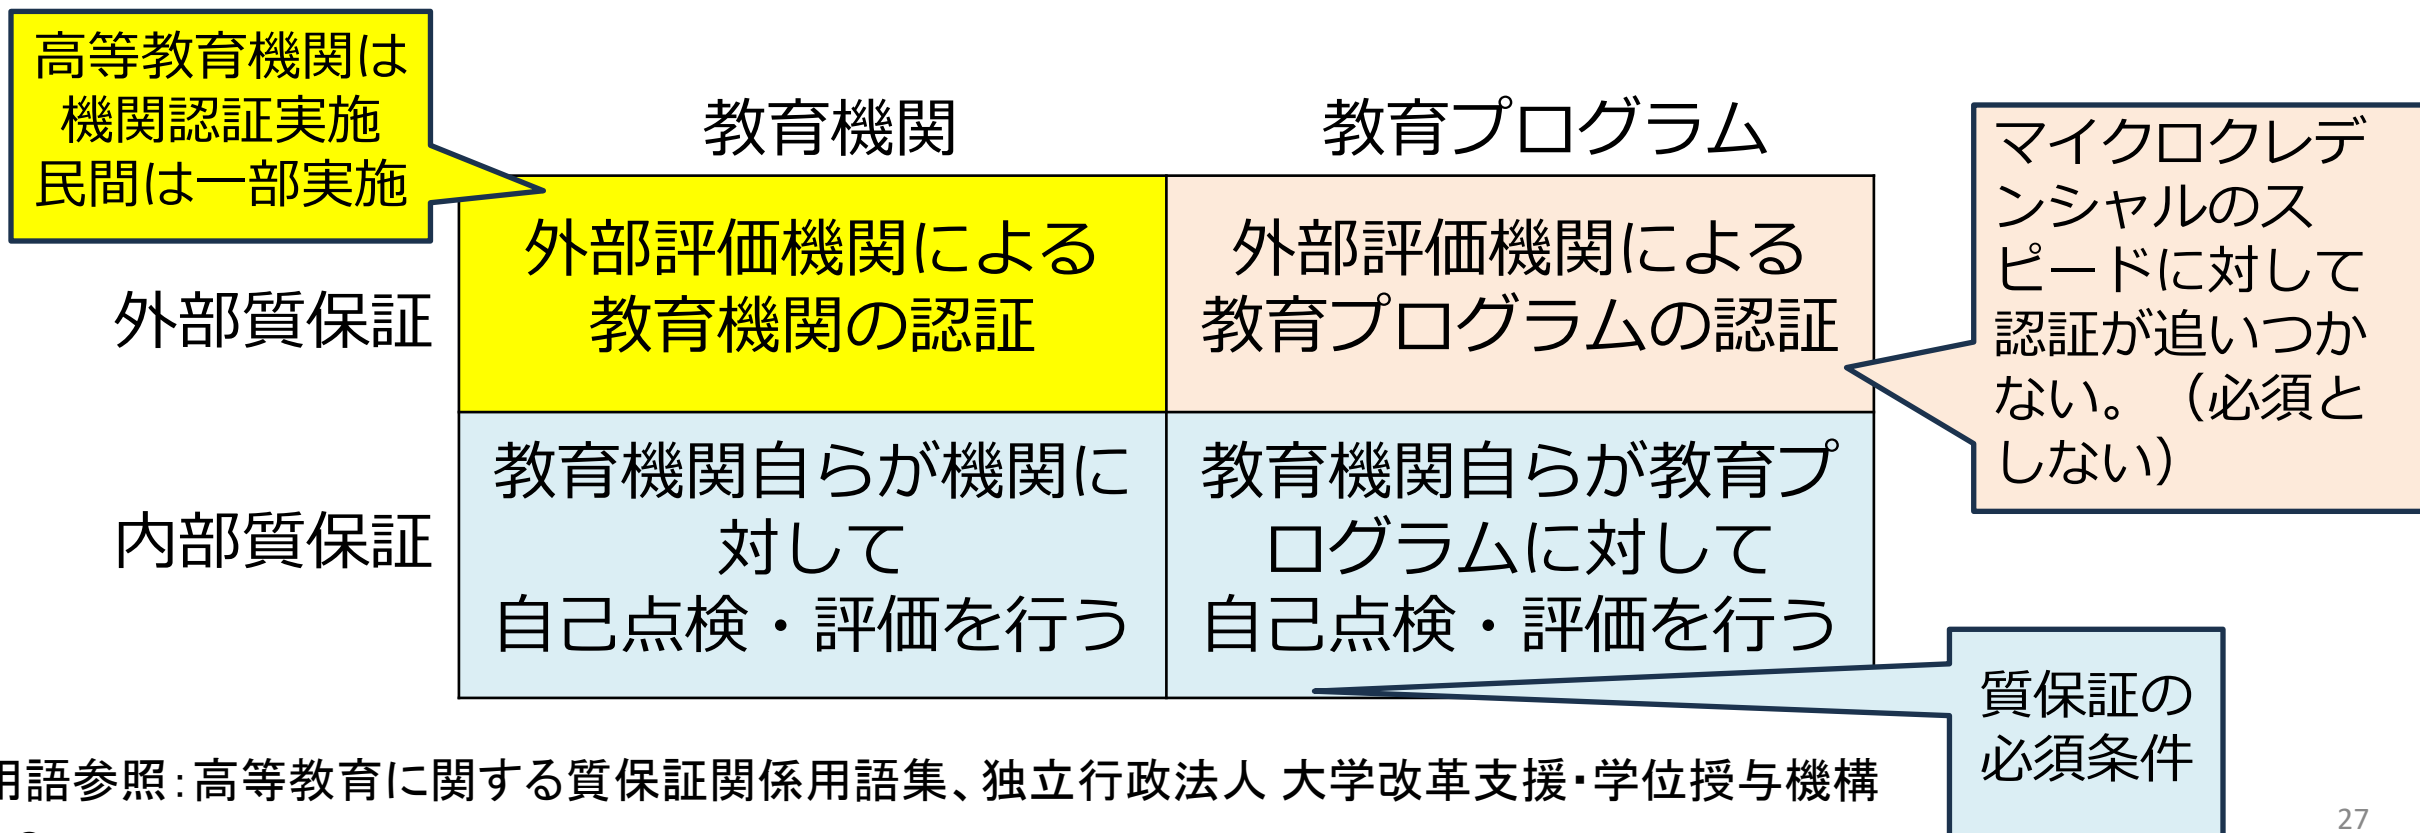 高等教育機関は
機関認証実施
民間は一部実施
教育機関
教育プログラム
外部質保証
外部評価機関による
教育機関の認証
外部評価機関による
教育プログラムの認証
マイクロクレデ
ンシャルのス
ピードに対して
認証が追いつか
ない。（必須と
しない）
内部質保証
教育機関自らが機関に
対して
自己点検・評価を行う
教育機関自らが教育プ
ログラムに対して
自己点検・評価を行う
質保証の
必須条件
用語参照：高等教育に関する質保証関係用語集、独立行政法人 大学改革支援・学位授与機構
27